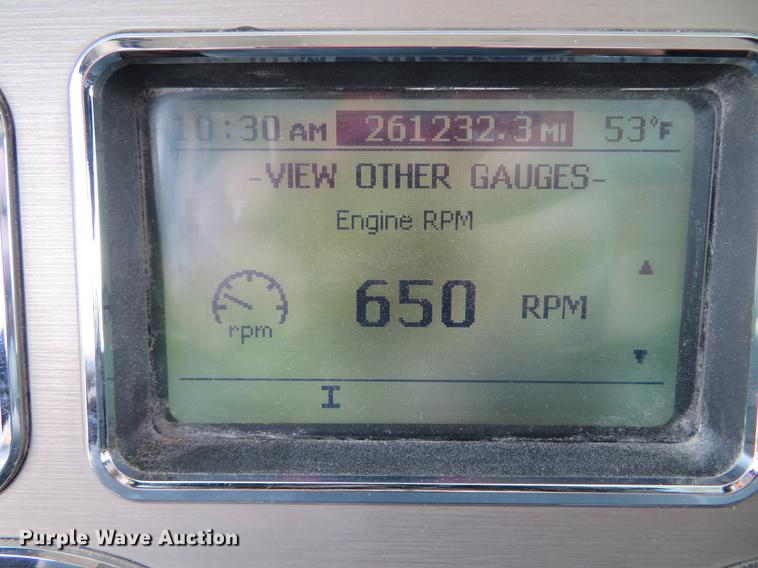 10:30 AM 261232.3 MI 53°F
-VIEW OTHER GAUGES-
Engine RPM
650 RPM
rpm
I
Purple Wave Auction